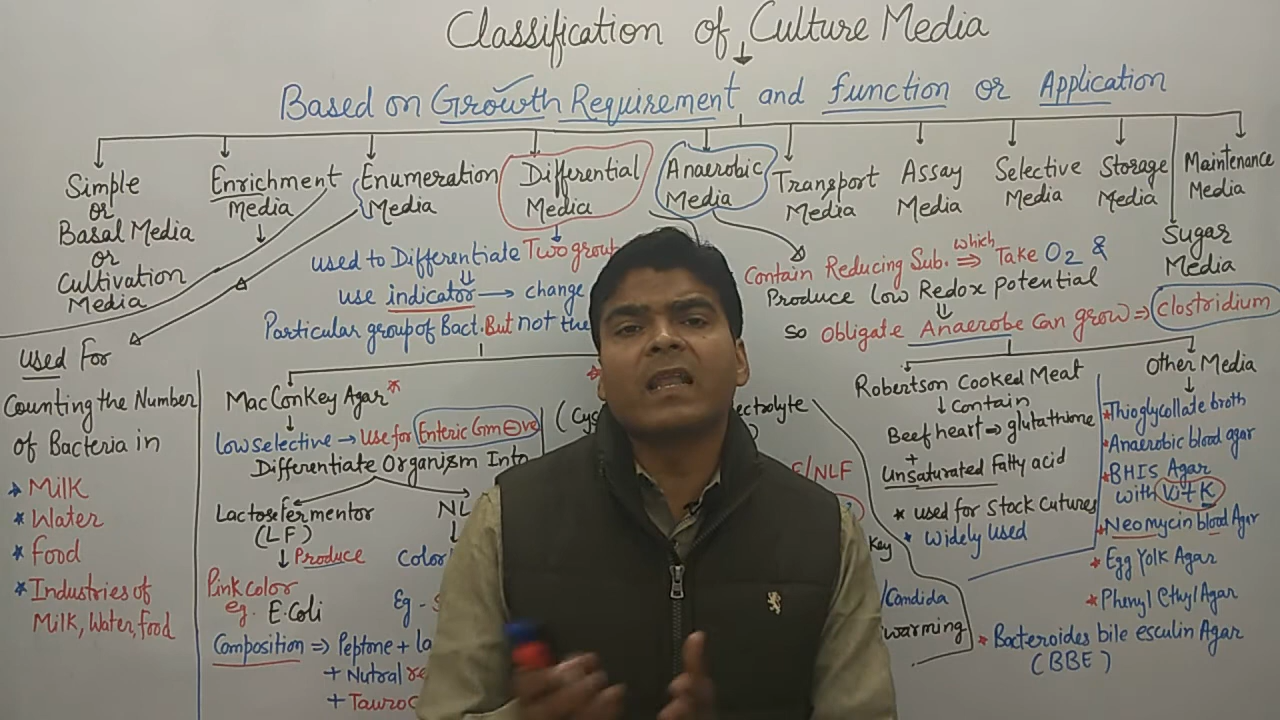 Classification of Culture Media
Based on Growth Requirement and function or Application
Simple
or
Basal Media
or
Cultivation
Media
Enrichment
Media
Enumeration
Media
Differential
Media
Anaerobic
Media
Transport
Media
Assay
Media
Selective
Media
Storage
Media
Maintenance
Media
Sugar
Media
used For
Counting the Number
of Bacteria in
* Milk
* Water
* food
* Industries of
Milk, Water, food
used to Differentiate Two group
use indicator → change
Particular group of Bact. But not the
MacConkey Agar *
Low selective → Use for Enteric Gm ⊖ve
Differentiate Organism Into
Lactose fermentor
(LF)
↓ Produce
Pink color
eg. E.Coli
NL
Color
Eg -
Composition ⇒ Peptone + la
+ Nutral re
+ Tauroc
(Cys
ectrolyte
F/NLF
Key
/Candida
warming
Contain Reducing Sub. which ⇒ Take O2 &
Produce low Redox potential
So Obligate Anaerobe Can grow ⇒ Clostridium
Robertson Cooked Meat
↓ Contain
Beef heart ⇒ glutathione
+
Unsaturated Fatty acid
* used for Stock Cutures
* widely used
Other Media
* Thioglycollate broth
* Anaerobic blood agar
* BHIS Agar
with Vit K
* Neomycin blood Agar
* Egg Yolk Agar
* Phenyl Ethyl Agar
* Bacteroides bile esculin Agar
(BBE)